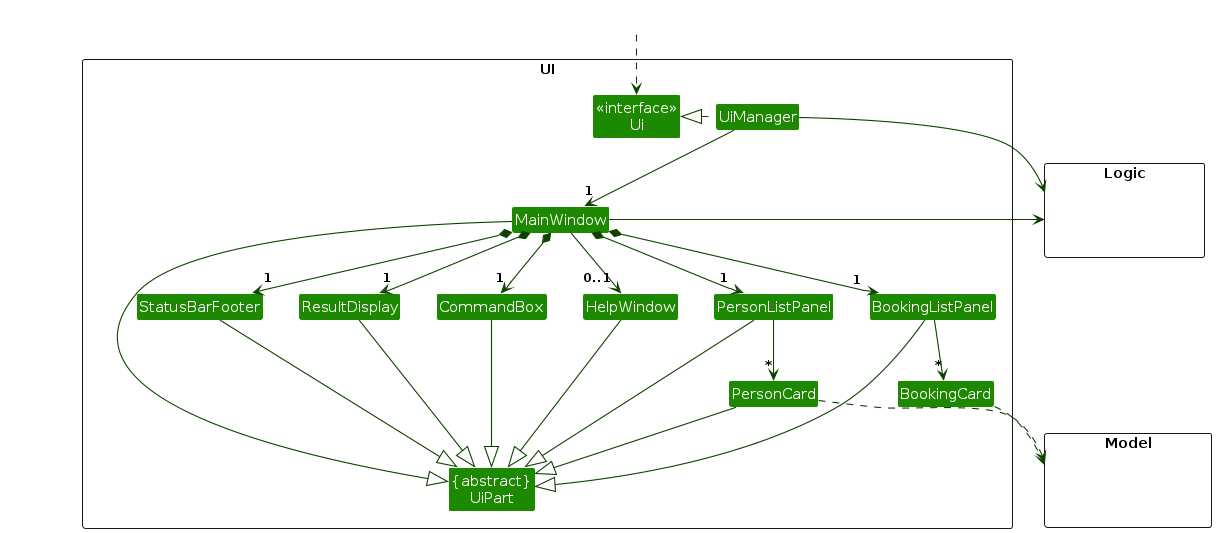 UI
«interface»
Ui
UiManager
Logic
1
MainWindow
1
1
1
0..1
1
1
StatusBarFooter
ResultDisplay
CommandBox
HelpWindow
PersonListPanel
BookingListPanel
*
*
PersonCard
BookingCard
Model
{abstract}
UiPart